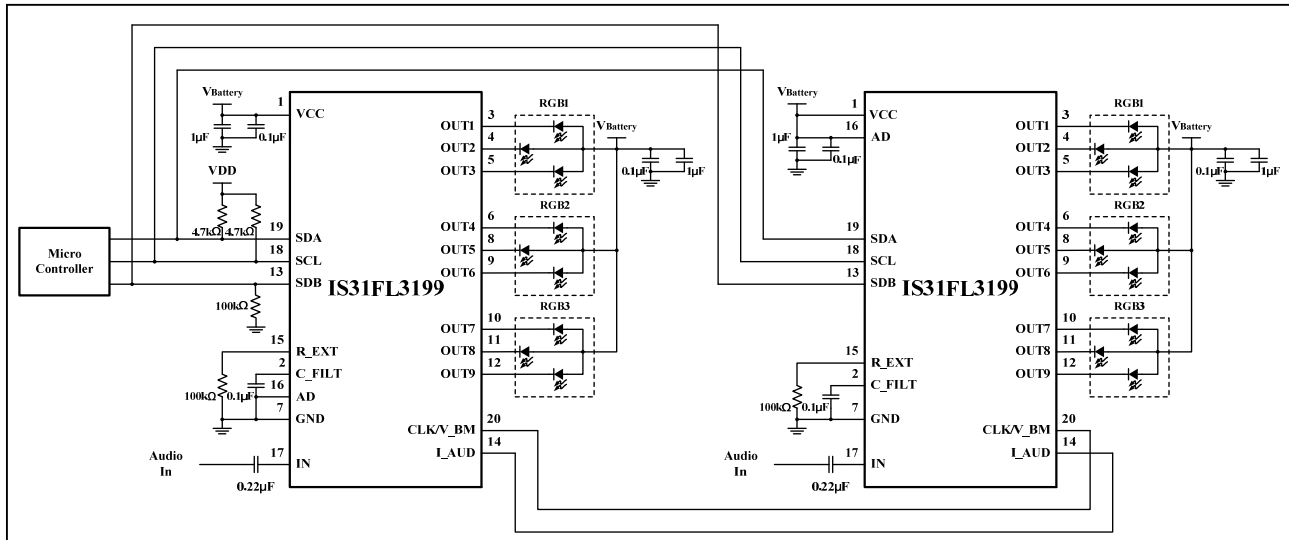 VBattery
1
VCC
1μF
0.1μF
VDD
4.7kΩ
4.7kΩ
19
SDA
18
SCL
13
SDB
Micro
Controller
100kΩ
IS31FL3199
15
R_EXT
2
C_FILT
16
AD
7
GND
100kΩ
0.1μF
Audio
In
17
IN
0.22μF
RGB1
3
OUT1
4
OUT2
5
OUT3
VBattery
0.1μF
1μF
RGB2
6
OUT4
8
OUT5
9
OUT6
RGB3
10
OUT7
11
OUT8
12
OUT9
20
CLK/V_BM
14
I_AUD
VBattery
1
VCC
16
AD
1μF
0.1μF
19
SDA
18
SCL
13
SDB
IS31FL3199
15
R_EXT
2
C_FILT
7
GND
100kΩ
0.1μF
Audio
In
17
IN
0.22μF
RGB1
3
OUT1
4
OUT2
5
OUT3
VBattery
0.1μF
1μF
RGB2
6
OUT4
8
OUT5
9
OUT6
RGB3
10
OUT7
11
OUT8
12
OUT9
20
CLK/V_BM
14
I_AUD